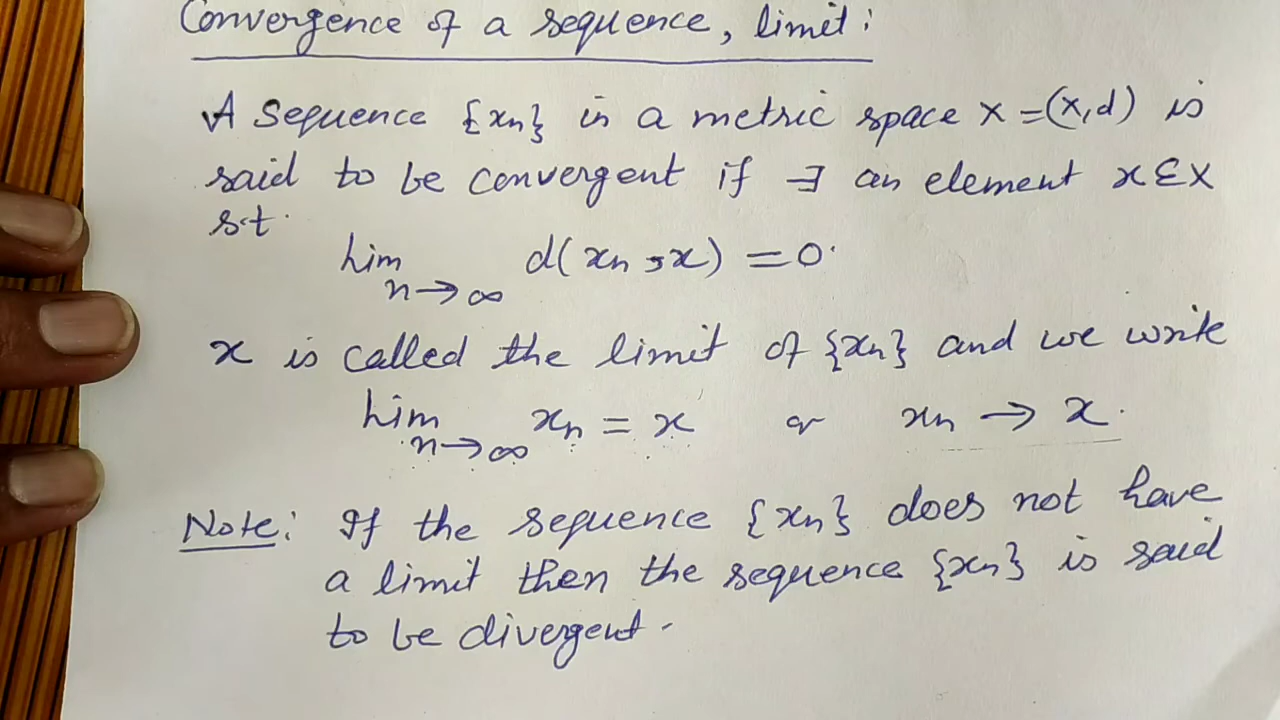 Convergence of a sequence, limit:
A sequence {xn} in a metric space X = (X, d) is
said to be convergent if ∃ an element x ∈ X
s.t.
lim n→∞ d(xn, x) = 0.
x is called the limit of {xn} and we write
lim n→∞ xn = x or xn → x.
Note: If the sequence {xn} does not have
a limit then the sequence {xn} is said
to be divergent.